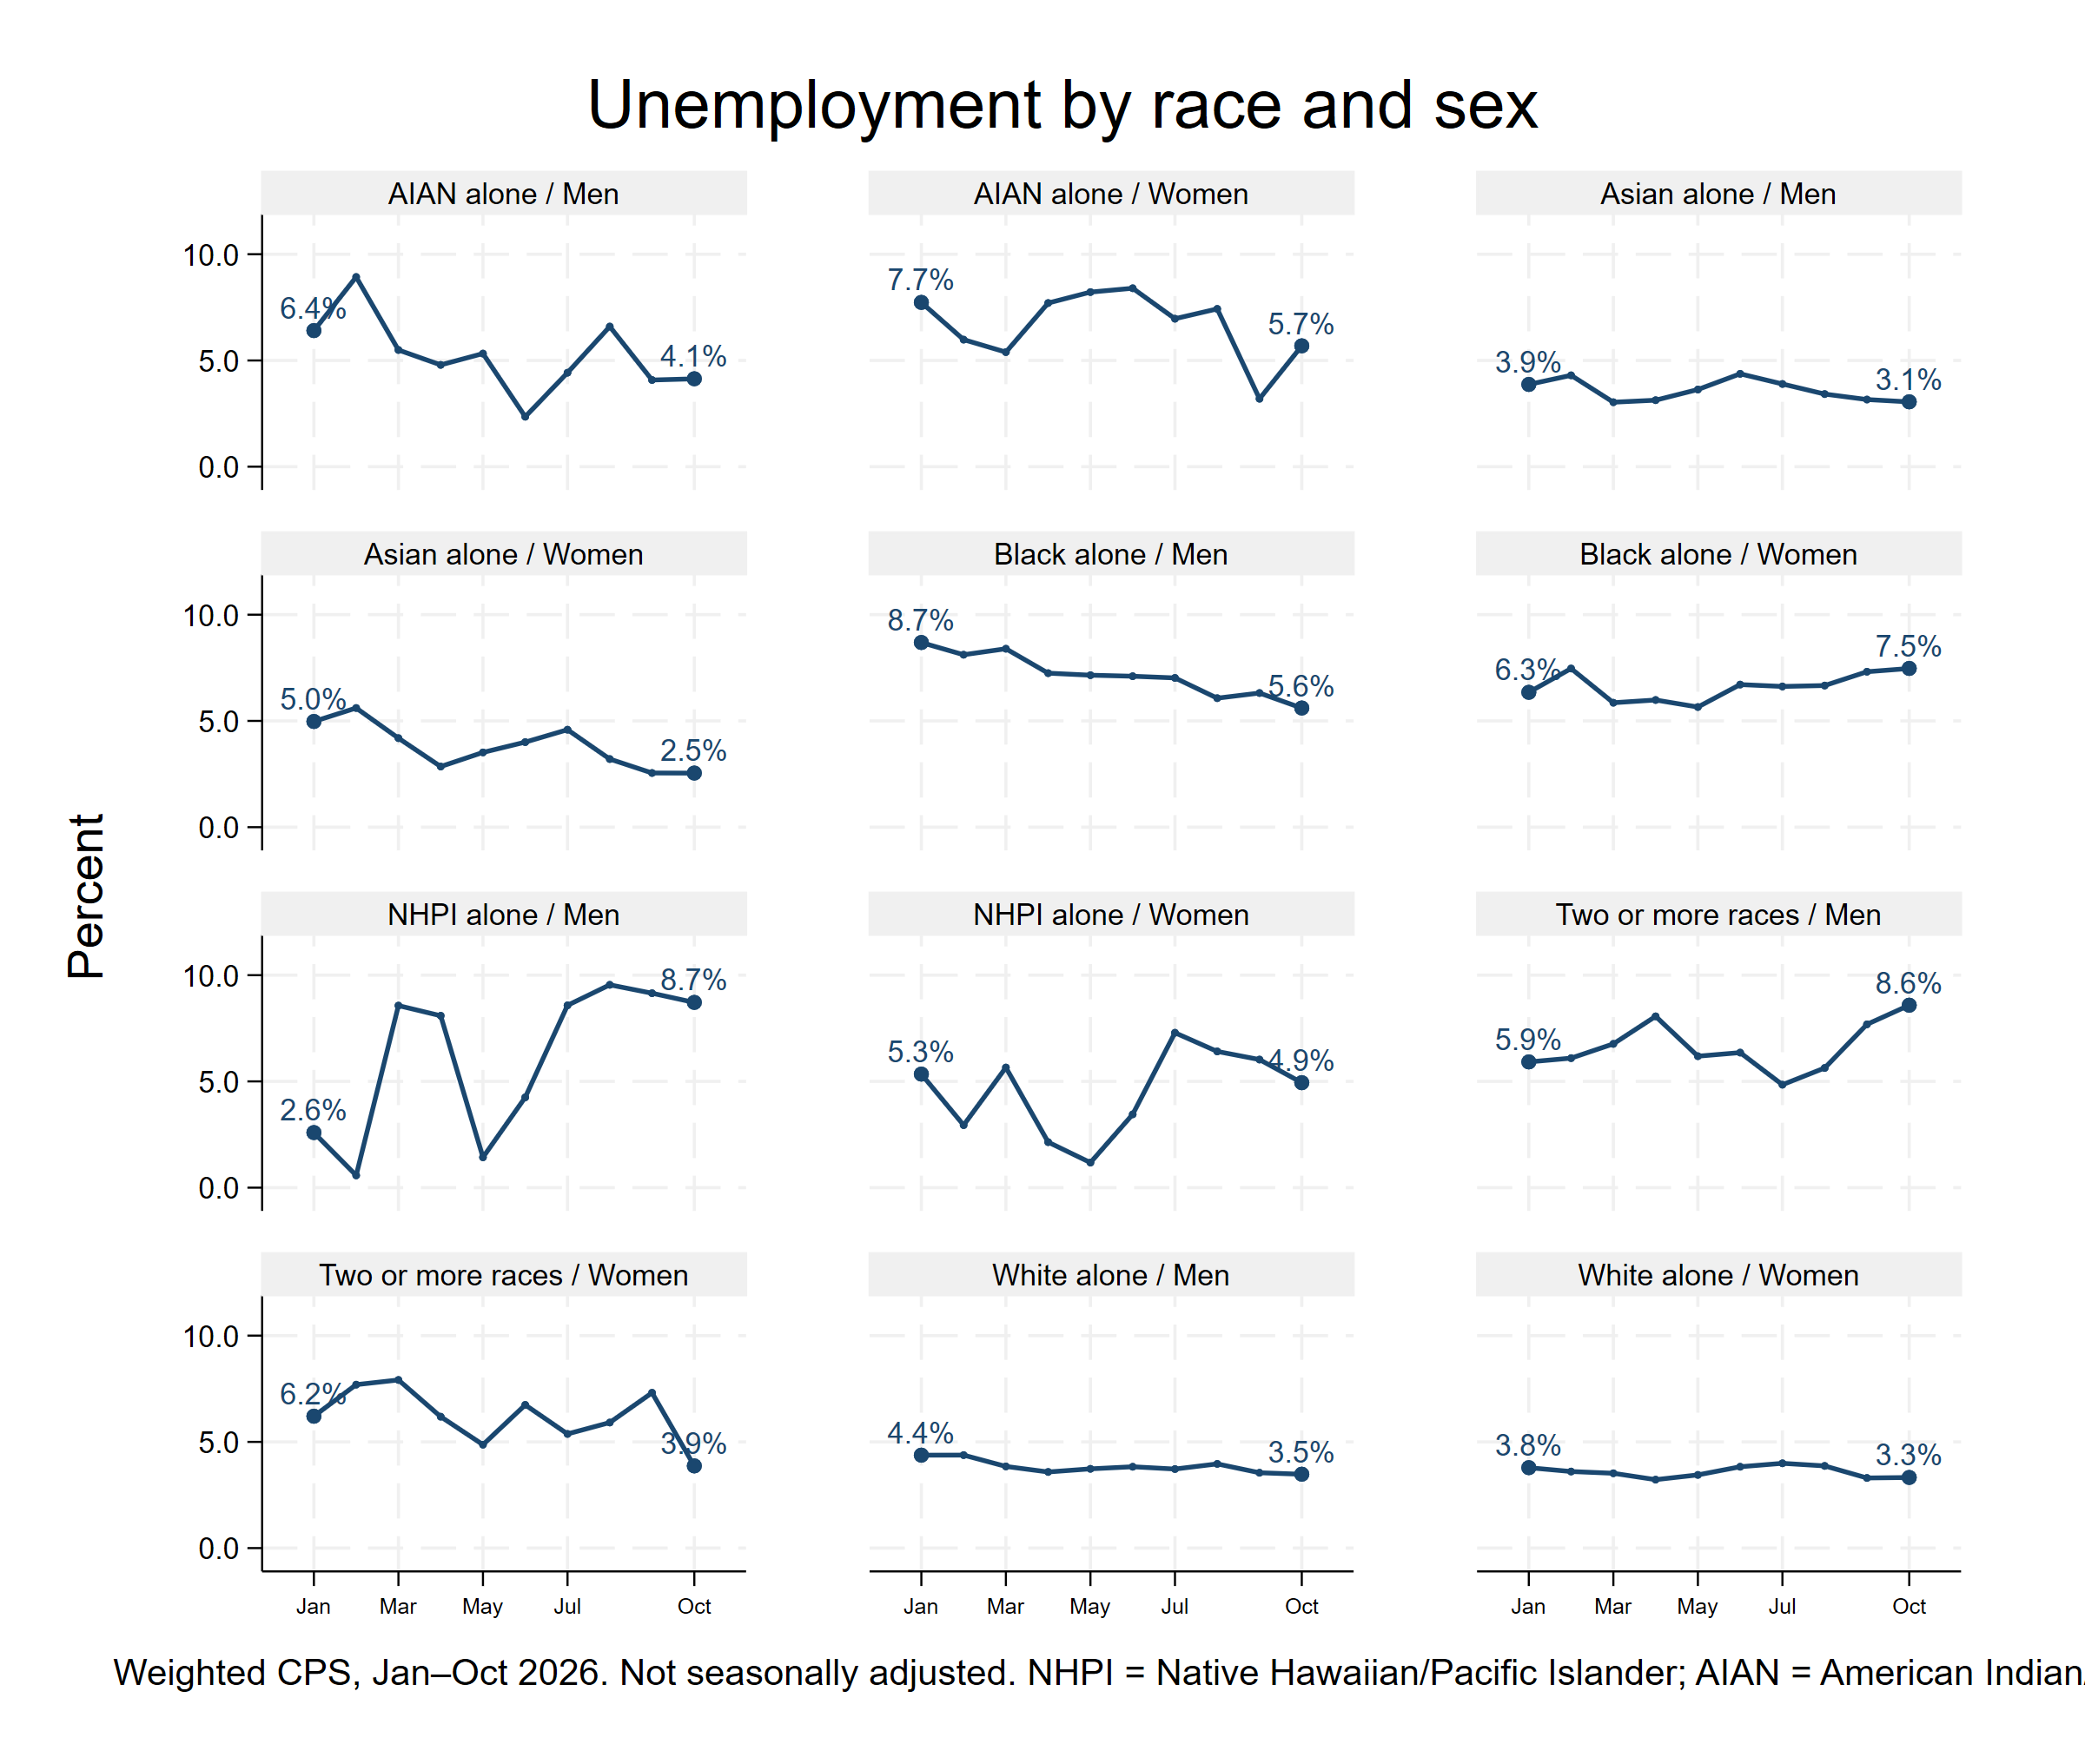 Unemployment by race and sex
AIAN alone / Men
AIAN alone / Women
Asian alone / Men
10.0
5.0
0.0
6.4%
4.1%
7.7%
5.7%
3.9%
3.1%
Asian alone / Women
Black alone / Men
Black alone / Women
10.0
5.0
0.0
5.0%
2.5%
8.7%
5.6%
6.3%
7.5%
Percent
NHPI alone / Men
NHPI alone / Women
Two or more races / Men
10.0
5.0
0.0
2.6%
8.7%
5.3%
4.9%
5.9%
8.6%
Two or more races / Women
White alone / Men
White alone / Women
10.0
5.0
0.0
6.2%
3.9%
4.4%
3.5%
3.8%
3.3%
Jan Mar May Jul Oct
Jan Mar May Jul Oct
Jan Mar May Jul Oct
Weighted CPS, Jan–Oct 2026. Not seasonally adjusted. NHPI = Native Hawaiian/Pacific Islander; AIAN = American Indian/